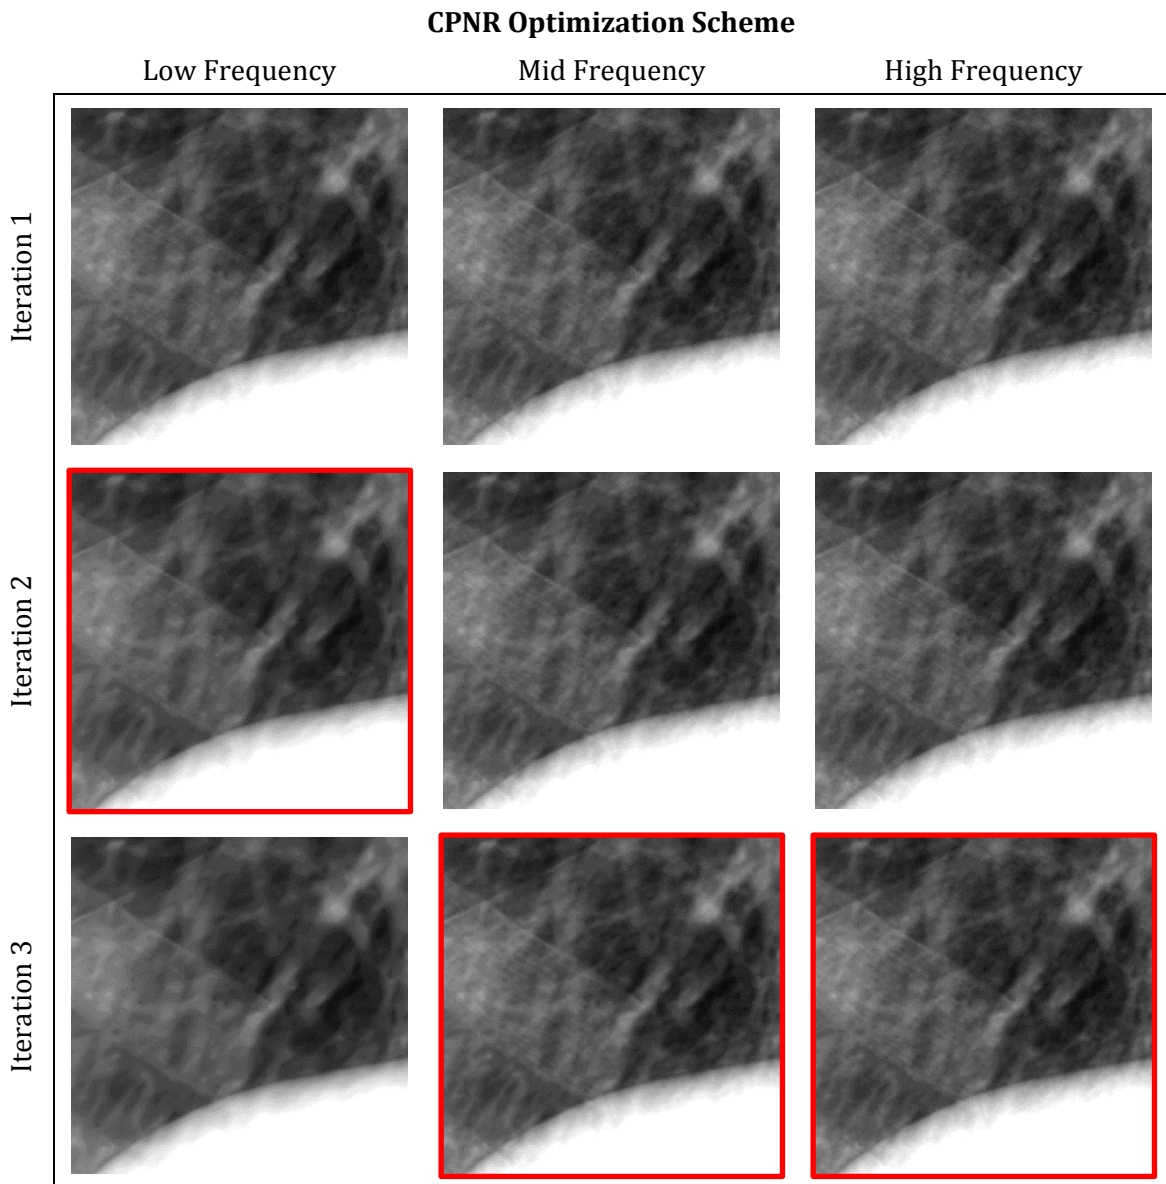 CPNR Optimization Scheme
Low Frequency
Mid Frequency
High Frequency
Iteration 1
Iteration 2
Iteration 3